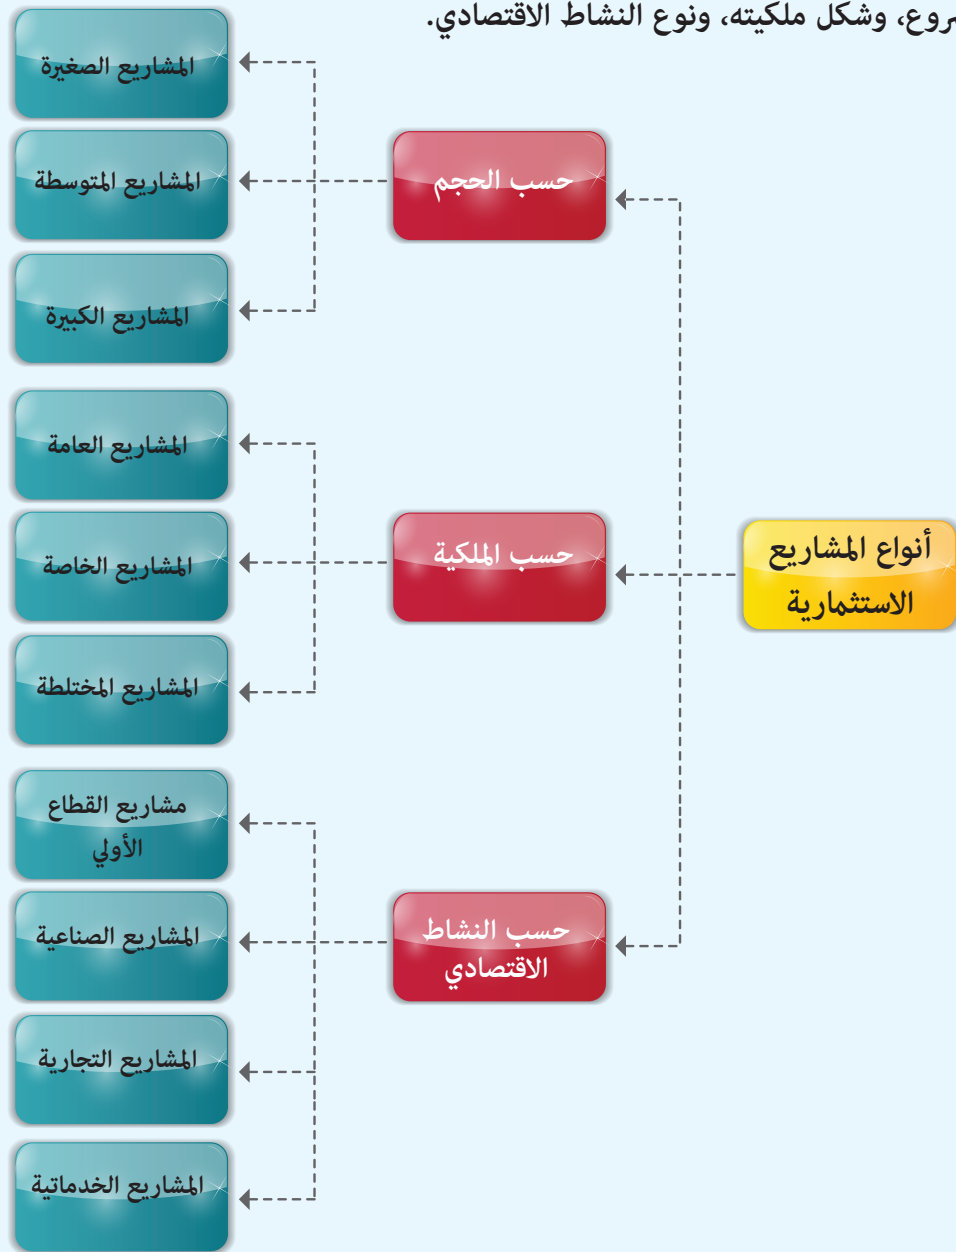 وشكل ملكيته، ونوع النشاط الاقتصادي.
أنواع المشاريع
الاستثمارية
حسب الحجم
المشاريع الصغيرة
المشاريع المتوسطة
المشاريع الكبيرة
حسب الملكية
المشاريع العامة
المشاريع الخاصة
المشاريع المختلطة
حسب النشاط
الاقتصادي
مشاريع القطاع
الأولي
المشاريع الصناعية
المشاريع التجارية
المشاريع الخدماتية